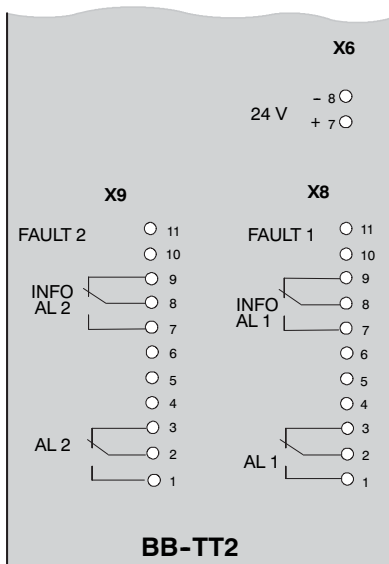 X6
- 8
24 V
+ 7
X9
X8
FAULT 2
11
FAULT 1
11
10
10
9
9
INFO
AL 2
8
INFO
AL 1
8
7
7
6
6
5
5
4
4
3
3
AL 2
2
AL 1
2
1
1
BB-TT2